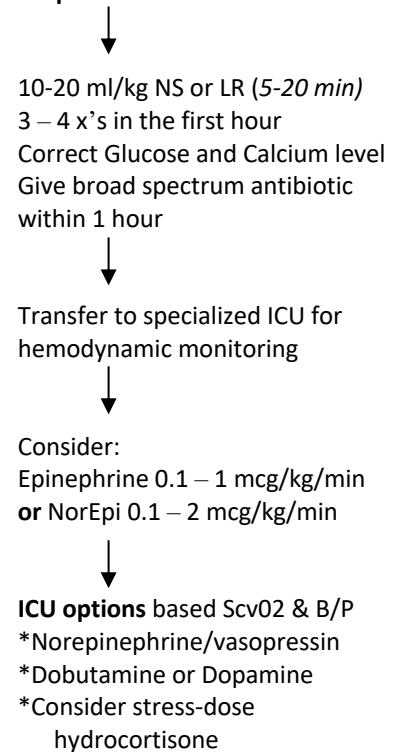 10-20 ml/kg NS or LR (5-20 min)
3 – 4 x's in the first hour
Correct Glucose and Calcium level
Give broad spectrum antibiotic
within 1 hour
Transfer to specialized ICU for
hemodynamic monitoring
Consider:
Epinephrine 0.1 – 1 mcg/kg/min
or NorEpi 0.1 – 2 mcg/kg/min
ICU options based Scv02 & B/P
*Norepinephrine/vasopressin
*Dobutamine or Dopamine
*Consider stress-dose
hydrocortisone